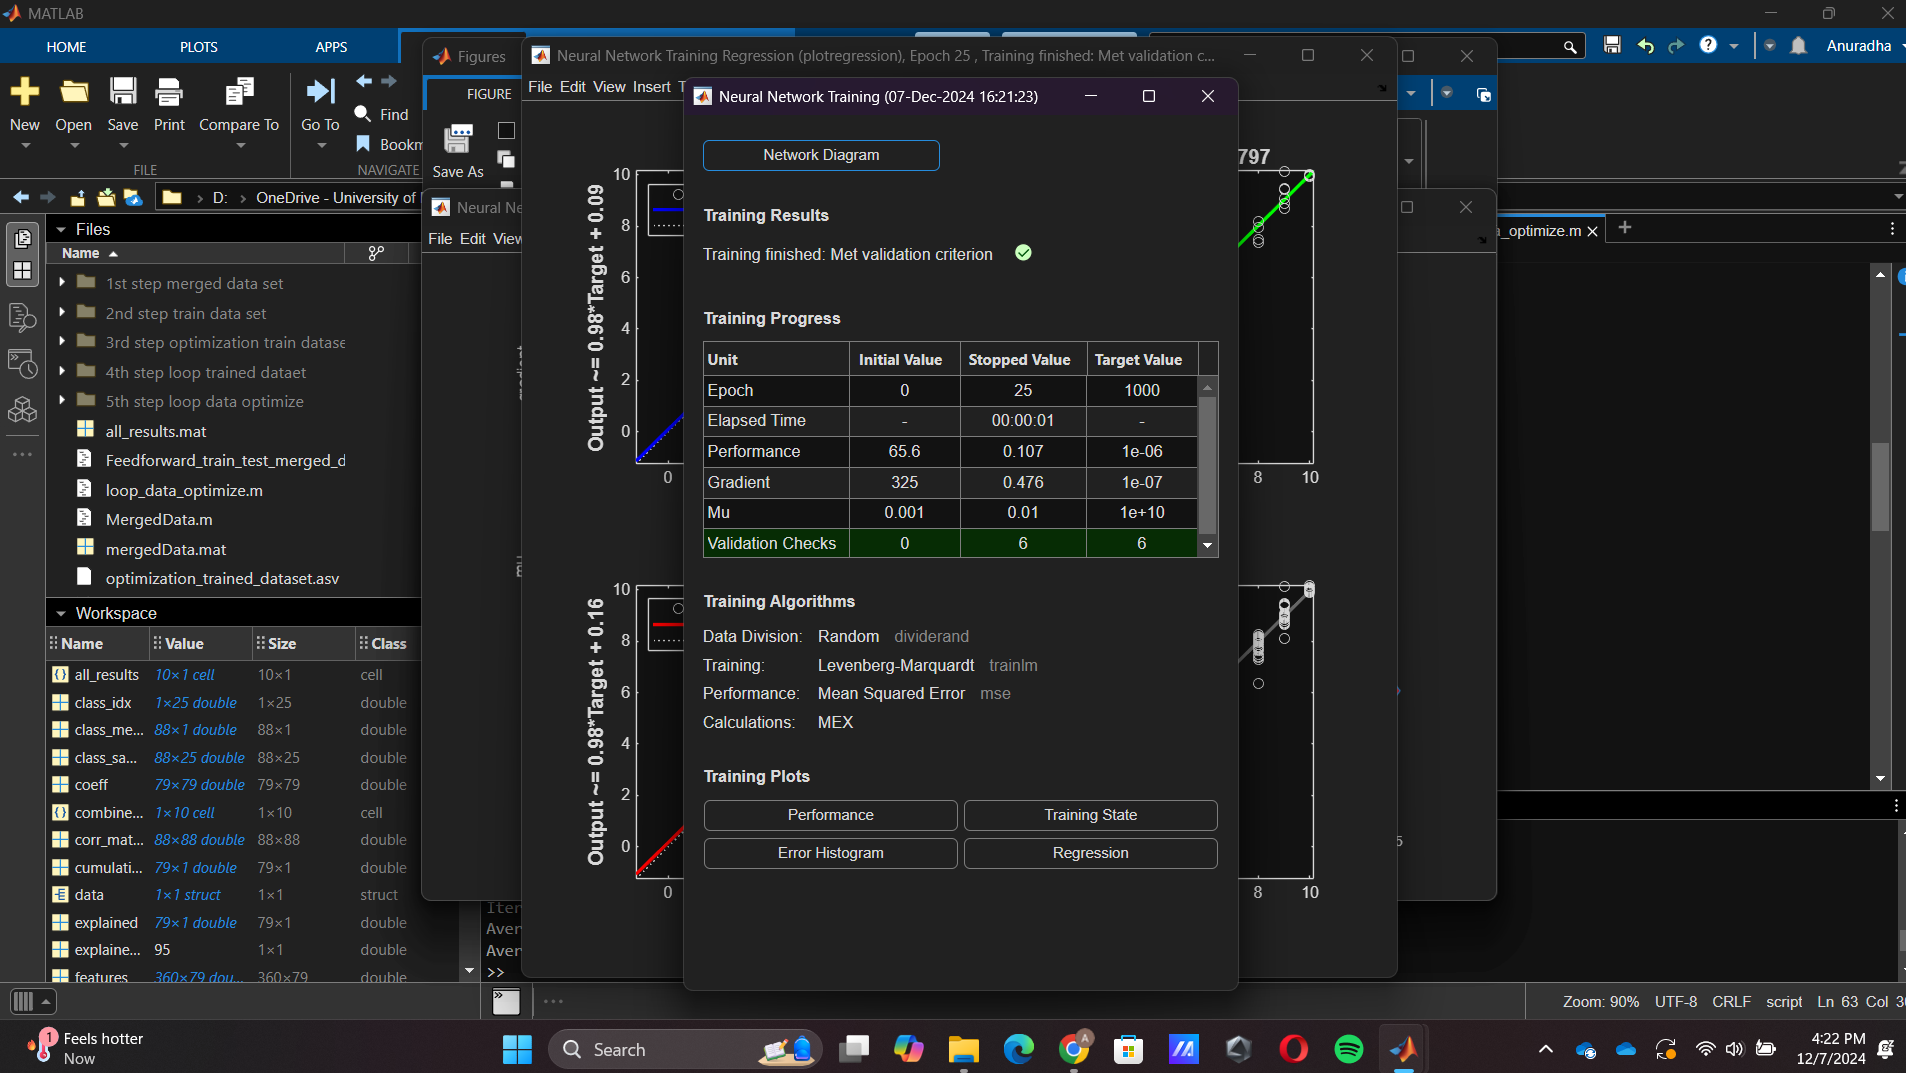 MATLAB
HOME PLOTS APPS
Anuradha
New Open Save Print Compare To Go To Find
FILE NAVIGATE
D: OneDrive - University of
Files
Name
1st step merged data set
2nd step train data set
3rd step optimization train datase
4th step loop trained dataet
5th step loop data optimize
all_results.mat
Feedforward_train_test_merged_d
loop_data_optimize.m
MergedData.m
mergedData.mat
optimization_trained_dataset.asv
Workspace
Name Value Size Class
all_results 10×1 cell 10×1 cell
class_idx 1×25 double 1×25 double
class_me... 88×1 double 88×1 double
class_sa... 88×25 double 88×25 double
coeff 79×79 double 79×79 double
combine... 1×10 cell 1×10 cell
corr_mat... 88×88 double 88×88 double
cumulati... 79×1 double 79×1 double
data 1×1 struct 1×1 struct
explained 79×1 double 79×1 double
explaine... 95 1×1 double
features 360×79 dou... 360×79 double
Figures
FIGURE
Save As
File Edit View
Neural Network Training Regression (plotregression), Epoch 25 , Training finished: Met validation c...
File Edit View Insert
Output ~= 0.98*Target + 0.09
10
8
6
4
2
0
0
797
8 10
Output ~= 0.98*Target + 0.16
10
8
6
4
2
0
0
8 10
Neural Network Training (07-Dec-2024 16:21:23)
Network Diagram
Training Results
Training finished: Met validation criterion
Training Progress
Unit Initial Value Stopped Value Target Value
Epoch 0 25 1000
Elapsed Time - 00:00:01 -
Performance 65.6 0.107 1e-06
Gradient 325 0.476 1e-07
Mu 0.001 0.01 1e+10
Validation Checks 0 6 6
Training Algorithms
Data Division: Random dividerand
Training: Levenberg-Marquardt trainlm
Performance: Mean Squared Error mse
Calculations: MEX
Training Plots
Performance Training State
Error Histogram Regression
_optimize.m
5
Aver
Aver
>>
Zoom: 90% UTF-8 CRLF script Ln 63 Col
1
Feels hotter
Now
Search
A
4:22 PM
12/7/2024